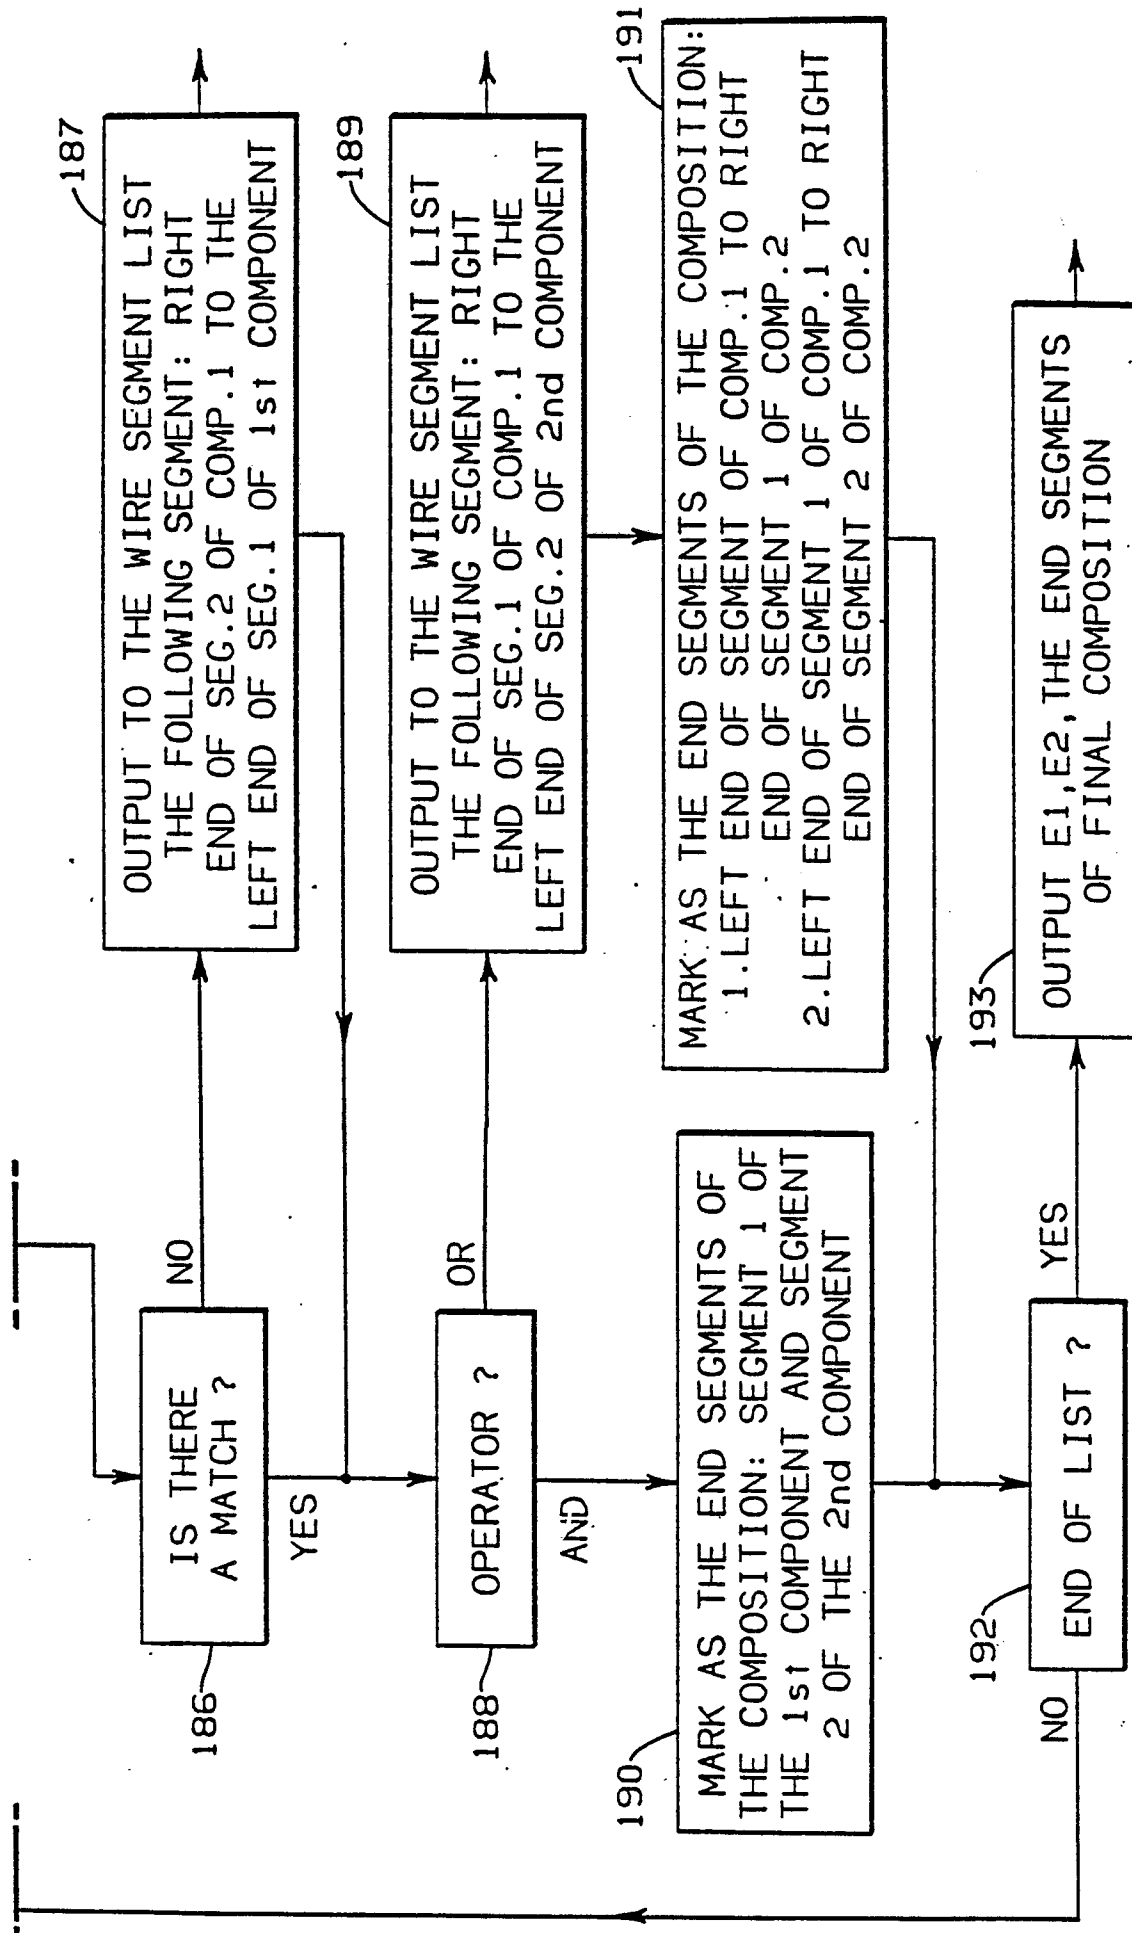 186
IS THERE
A MATCH ?
NO
YES
187
OUTPUT TO THE WIRE SEGMENT LIST
THE FOLLOWING SEGMENT: RIGHT
END OF SEG.2 OF COMP.1 TO THE
LEFT END OF SEG.1 OF 1st COMPONENT
188
OPERATOR ?
OR
AND
189
OUTPUT TO THE WIRE SEGMENT LIST
THE FOLLOWING SEGMENT: RIGHT
END OF SEG.1 OF COMP.1 TO THE
LEFT END OF SEG.2 OF 2nd COMPONENT
190
MARK AS THE END SEGMENTS OF
THE COMPOSITION: SEGMENT 1 OF
THE 1st COMPONENT AND SEGMENT
2 OF THE 2nd COMPONENT
191
MARK AS THE END SEGMENTS OF THE COMPOSITION:
1.LEFT END OF SEGMENT OF COMP.1 TO RIGHT
END OF SEGMENT 1 OF COMP.2
2.LEFT END OF SEGMENT 1 OF COMP.1 TO RIGHT
END OF SEGMENT 2 OF COMP.2
192
END OF LIST ?
NO
YES
193
OUTPUT E1,E2,THE END SEGMENTS
OF FINAL COMPOSITION